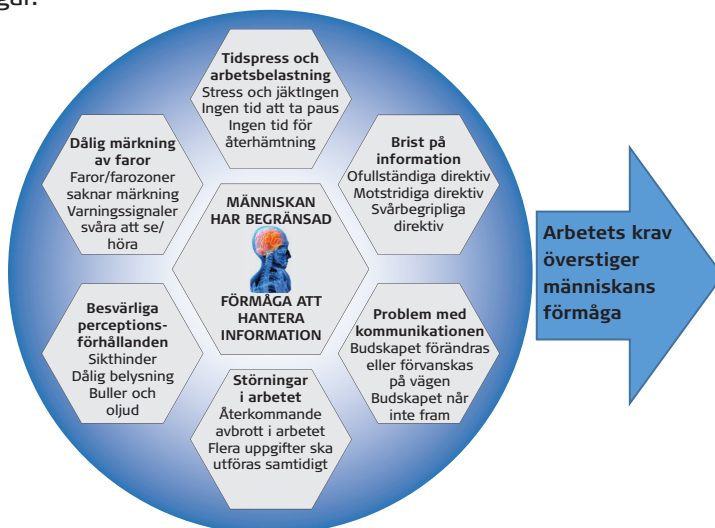 Tidspress och
arbetsbelastning
Stress och jäktIngen
Ingen tid att ta paus
Ingen tid för
återhämtning
Dålig märkning
av faror
Faror/farozoner
saknar märkning
Varningssignaler
svåra att se/
höra
Brist på
information
Ofullständiga direktiv
Motstridiga direktiv
Svårbegripliga
direktiv
MÄNNISKAN
HAR BEGRÄNSAD
FÖRMÅGA ATT
HANTERA
INFORMATION
Arbetets krav
överstiger
människans
förmåga
Besvärliga
perceptions-
förhållanden
Sikthinder
Dålig belysning
Buller och
oljud
Problem med
kommunikationen
Budskapet förändras
eller förvanskas
på vägen
Budskapet når
inte fram
Störningar
i arbetet
Återkommande
avbrott i arbetet
Flera uppgifter ska
utföras samtidigt